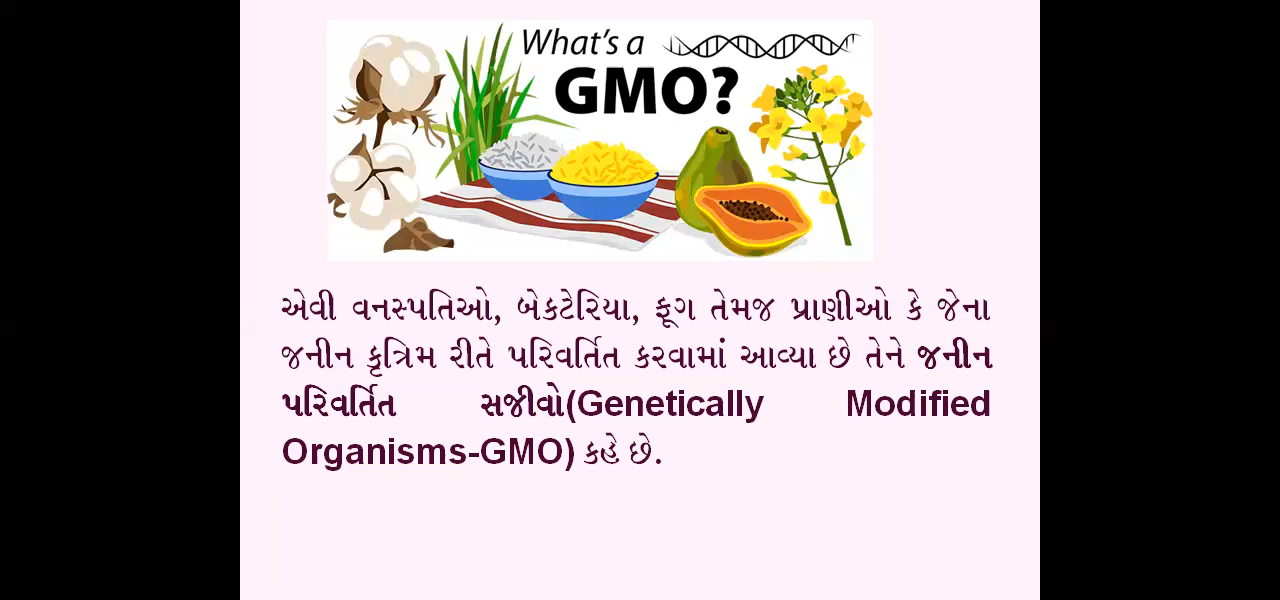 What's a
GMO?
એવી વનસ્પતિઓ, બેકટેરિયા, ફૂગ તેમજ પ્રાણીઓ કે જેના
જનીન કૃત્રિમ રીતે પરિવર્તિત કરવામાં આવ્યા છે તેને જનીન
પરિવર્તિત સજીવો(Genetically Modified
Organisms-GMO) કહે છે.